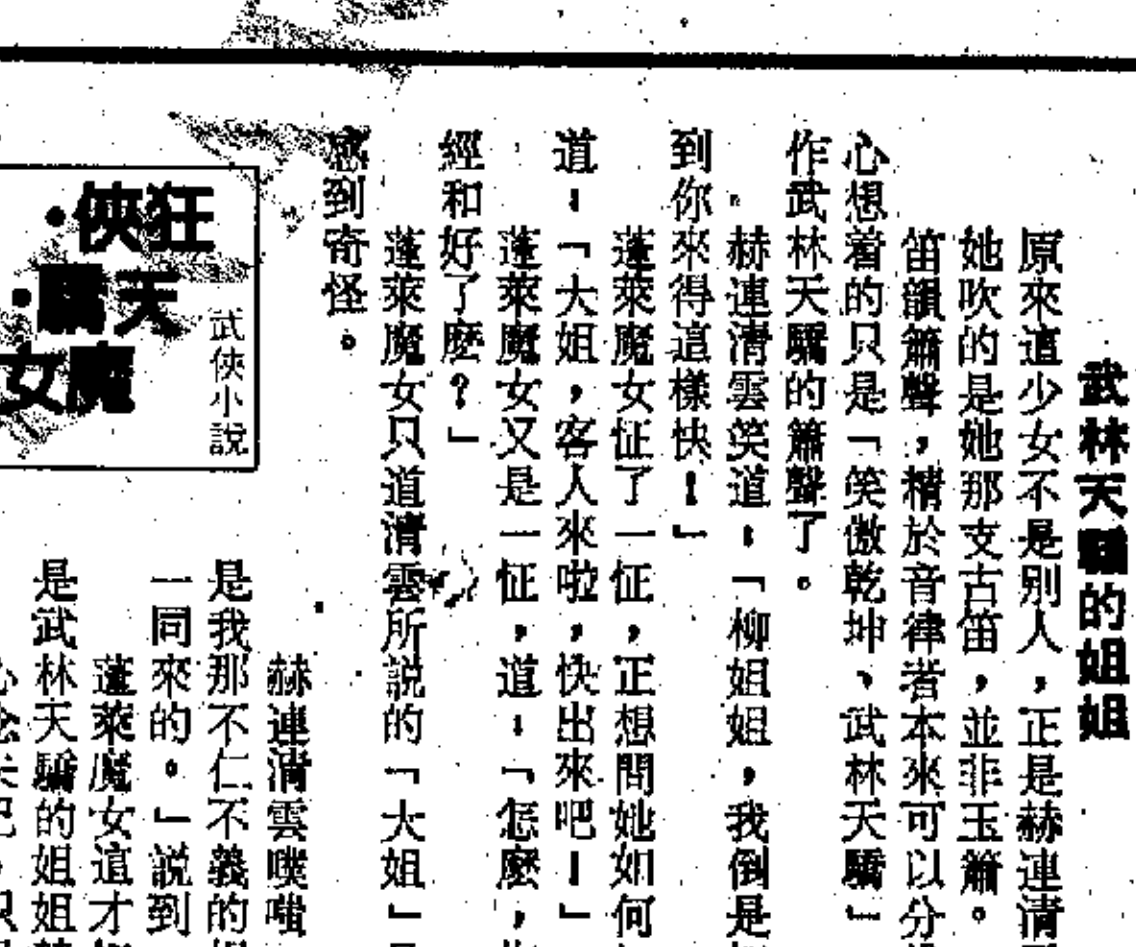 武林天驕的姐姐
原來這少女不是别人，正是赫連清
她吹的是她那支古笛，並非玉簫。
笛韻簫聲，精於音律者本來可以分
心想着的只是「笑傲乾坤、武林天驕」
作武林天驕的簫聲了。
赫連清雲笑道：「柳姐姐，我倒是
到你來得這樣快！」
蓬萊魔女怔了一怔，正想問她如何
道：「大姐，客人來啦，快出來吧！」
蓬萊魔女又是一怔，道：「怎麽，
經和好了麽？」
蓬萊魔女只道清雲所説的「大姐」
感到奇怪。
狂俠·
天驕·
魔女
武俠小説
赫連清雲噗嗤
是我那不仁不義的
一同來的。」説到
蓬萊魔女這才
是武林天驕的姐姐